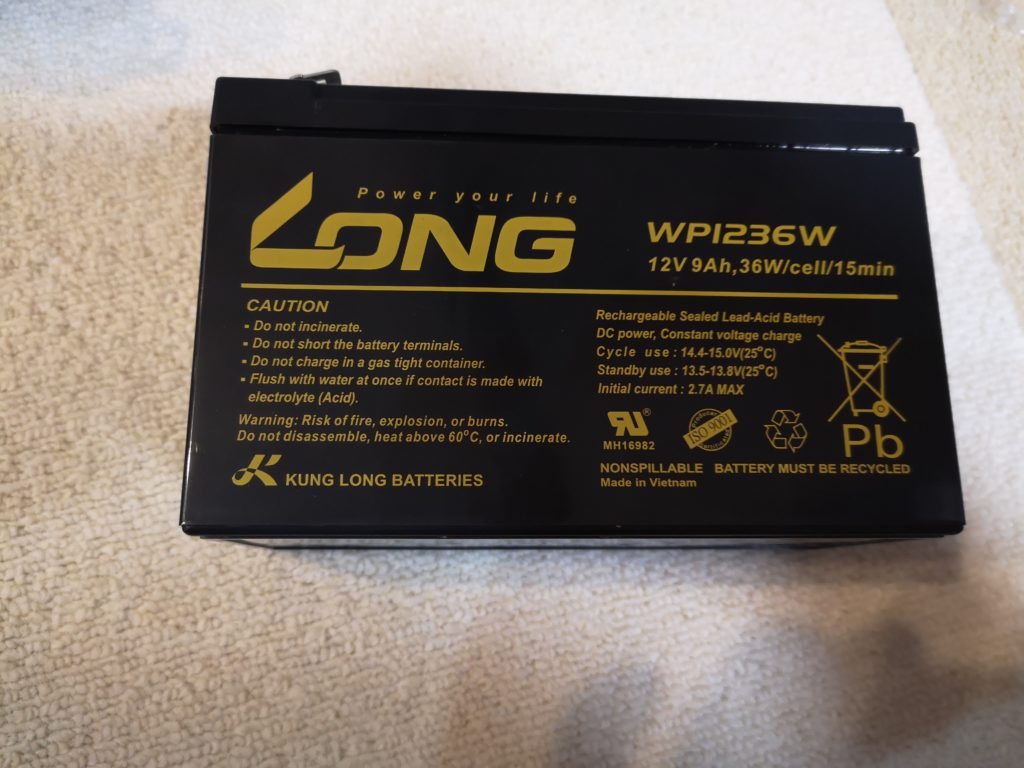 Power your life
LONG
WP1236W
12V 9Ah,36W/cell/15min
CAUTION
▪ Do not incinerate.
▪ Do not short the battery terminals.
▪ Do not charge in a gas tight container.
▪ Flush with water at once if contact is made with
electrolyte (Acid).
Warning: Risk of fire, explosion, or burns.
Do not disassemble, heat above 60°C, or incinerate.
KUNG LONG BATTERIES
Rechargeable Sealed Lead-Acid Battery
DC power, Constant voltage charge
Cycle use : 14.4-15.0V(25°C)
Standby use : 13.5-13.8V(25°C)
Initial current : 2.7A MAX
RU®
MH16982
ISO 9001
Pb
NONSPILLABLE BATTERY MUST BE RECYCLED
Made in Vietnam